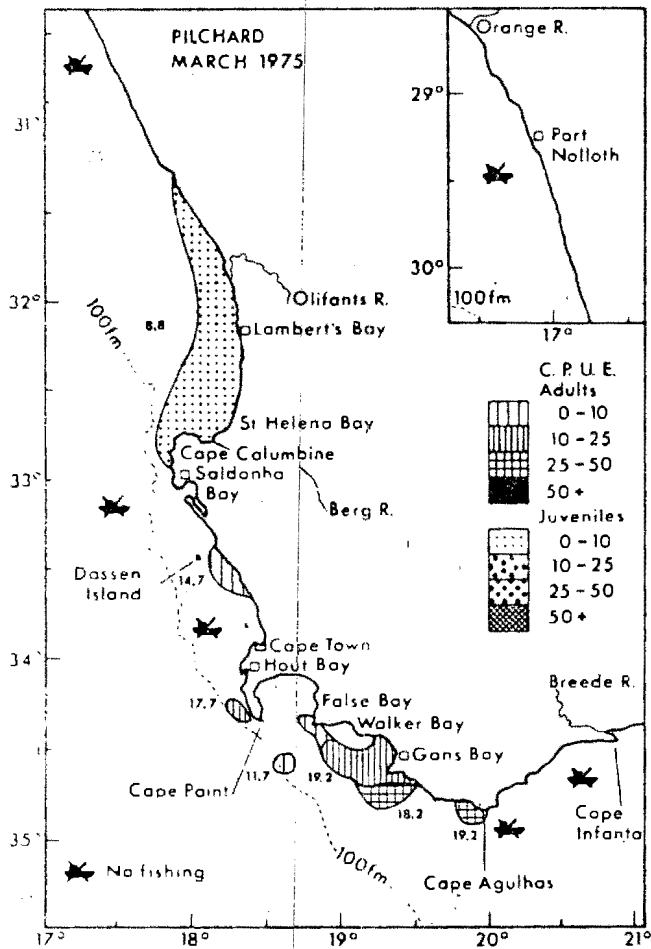 PILCHARD
MARCH 1975
Orange R.
29°
Port
Nolloth
30°
100fm
17°
31°
Olifants R.
32°
100fm
8,8
Lambert's Bay
C. P. U. E.
Adults
0-10
10-25
25-50
50+
Juveniles
0-10
10-25
25-50
50+
St Helena Bay
Cape Columbine
Saldanha
Bay
33°
Berg R.
Dassen
Island
14,7
Cape Town
34°
Hout Bay
Breede R.
17,7
False Bay
Walker Bay
Gans Bay
11,7
19,2
Cape Point
18,2
19,2
Cape
Infanta
35°
100fm
No fishing
Cape Agulhas
17°
18°
19°
20°
21°